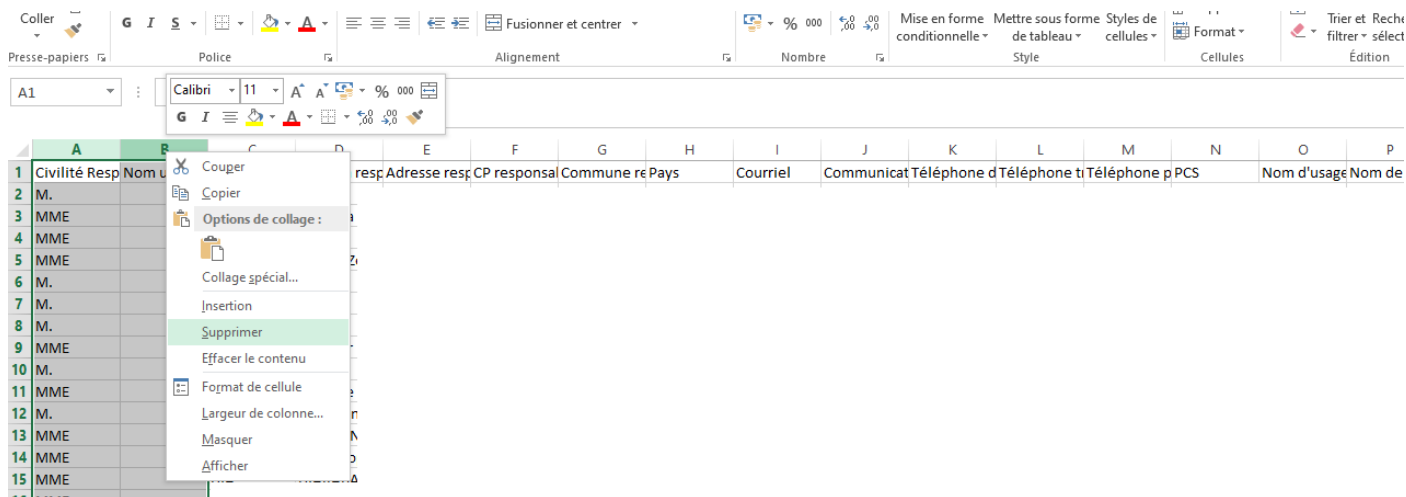 Coller G I S A Fusionner et centrer % 000 ,00 Mise en forme Mettre sous forme Styles de Trier et Reche
conditionnelle de tableau cellules Format filtrer sélect
Presse-papiers Police Alignement Nombre Style Cellules Édition
A1 Calibri 11 A A % 000
G I A ,00
A B C D E F G H I J K L M N O P
1 Civilité Resp Nom u resp Adresse resp CP responsal Commune re Pays Courriel Communicat Téléphone d Téléphone t Téléphone p PCS Nom d'usage Nom de
2 M.
3 MME
4 MME
5 MME
6 M.
7 M.
8 M.
9 MME
10 M.
11 MME
12 M.
13 MME
14 MME
15 MME
Couper
Copier
Options de collage :
Collage spécial...
Insertion
Supprimer
Effacer le contenu
Format de cellule
Largeur de colonne...
Masquer
Afficher